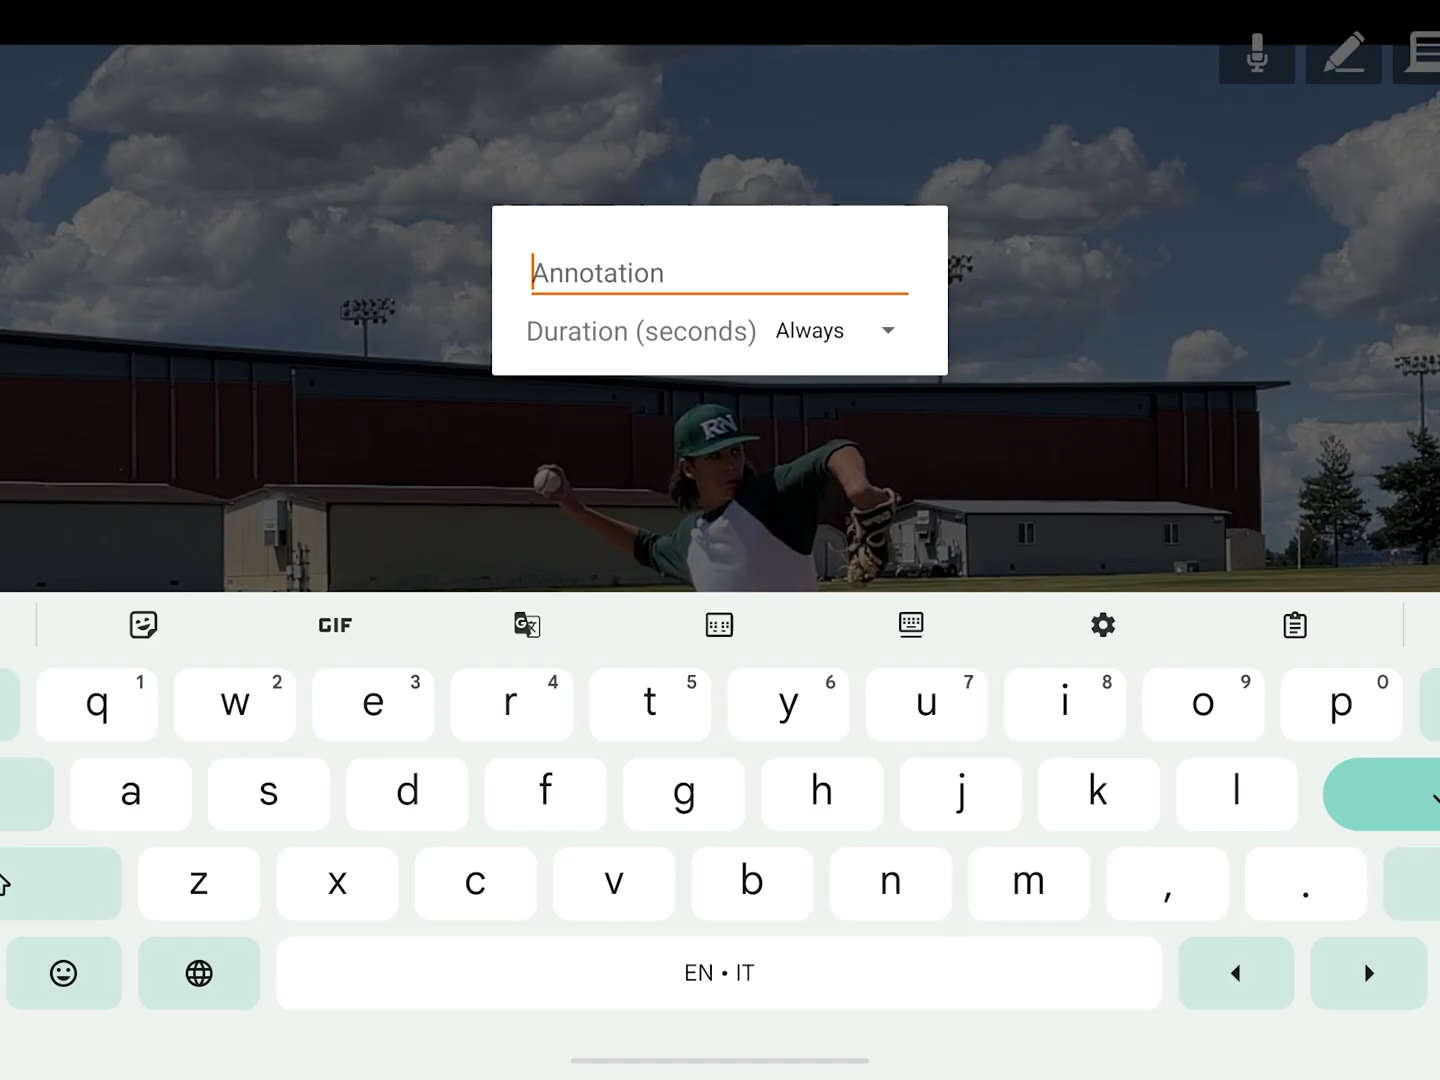 Annotation
Duration (seconds) Always
RN
GIF
G
q 1 w 2 e 3 r 4 t 5 y 6 u 7 i 8 o 9 p 0
a s d f g h j k l
z x c v b n m , .
EN • IT